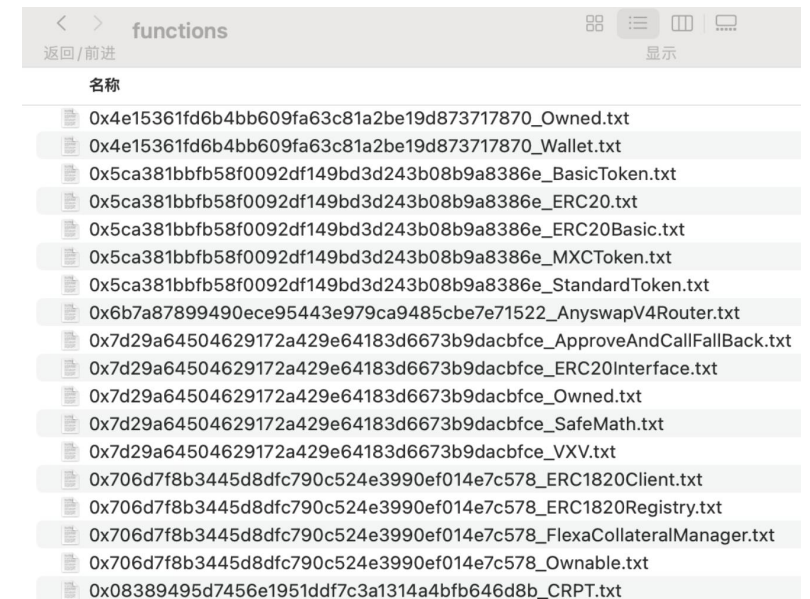 functions
返回/前进
显示
名称
0x4e15361fd6b4bb609fa63c81a2be19d873717870_Owned.txt
0x4e15361fd6b4bb609fa63c81a2be19d873717870_Wallet.txt
0x5ca381bbfb58f0092df149bd3d243b08b9a8386e_BasicToken.txt
0x5ca381bbfb58f0092df149bd3d243b08b9a8386e_ERC20.txt
0x5ca381bbfb58f0092df149bd3d243b08b9a8386e_ERC20Basic.txt
0x5ca381bbfb58f0092df149bd3d243b08b9a8386e_MXCToken.txt
0x5ca381bbfb58f0092df149bd3d243b08b9a8386e_StandardToken.txt
0x6b7a87899490ece95443e979ca9485cbe7e71522_AnyswapV4Router.txt
0x7d29a64504629172a429e64183d6673b9dacbfce_ApproveAndCallFallBack.txt
0x7d29a64504629172a429e64183d6673b9dacbfce_ERC20Interface.txt
0x7d29a64504629172a429e64183d6673b9dacbfce_Owned.txt
0x7d29a64504629172a429e64183d6673b9dacbfce_SafeMath.txt
0x7d29a64504629172a429e64183d6673b9dacbfce_VXV.txt
0x706d7f8b3445d8dfc790c524e3990ef014e7c578_ERC1820Client.txt
0x706d7f8b3445d8dfc790c524e3990ef014e7c578_ERC1820Registry.txt
0x706d7f8b3445d8dfc790c524e3990ef014e7c578_FlexaCollateralManager.txt
0x706d7f8b3445d8dfc790c524e3990ef014e7c578_Ownable.txt
0x08389495d7456e1951ddf7c3a1314a4bfb646d8b_CRPT.txt